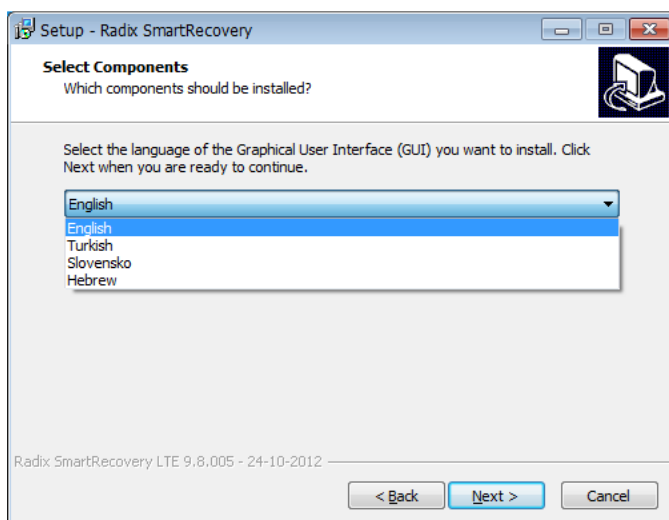 Setup - Radix SmartRecovery
Select Components
Which components should be installed?
Select the language of the Graphical User Interface (GUI) you want to install. Click
Next when you are ready to continue.
English
English
Turkish
Slovensko
Hebrew
Radix SmartRecovery LTE 9.8.005 - 24-10-2012
< Back
Next >
Cancel